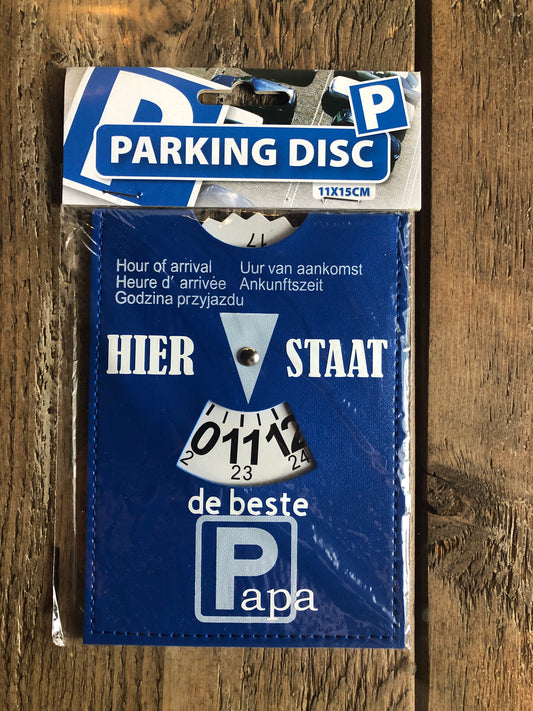 P
P
PARKING DISC
11X15CM
17
Hour of arrival Uur van aankomst
Heure d' arrivée Ankunftszeit
Godzina przyjazdu
HIER STAAT
0 11 12
2 23 24
de beste
Papa